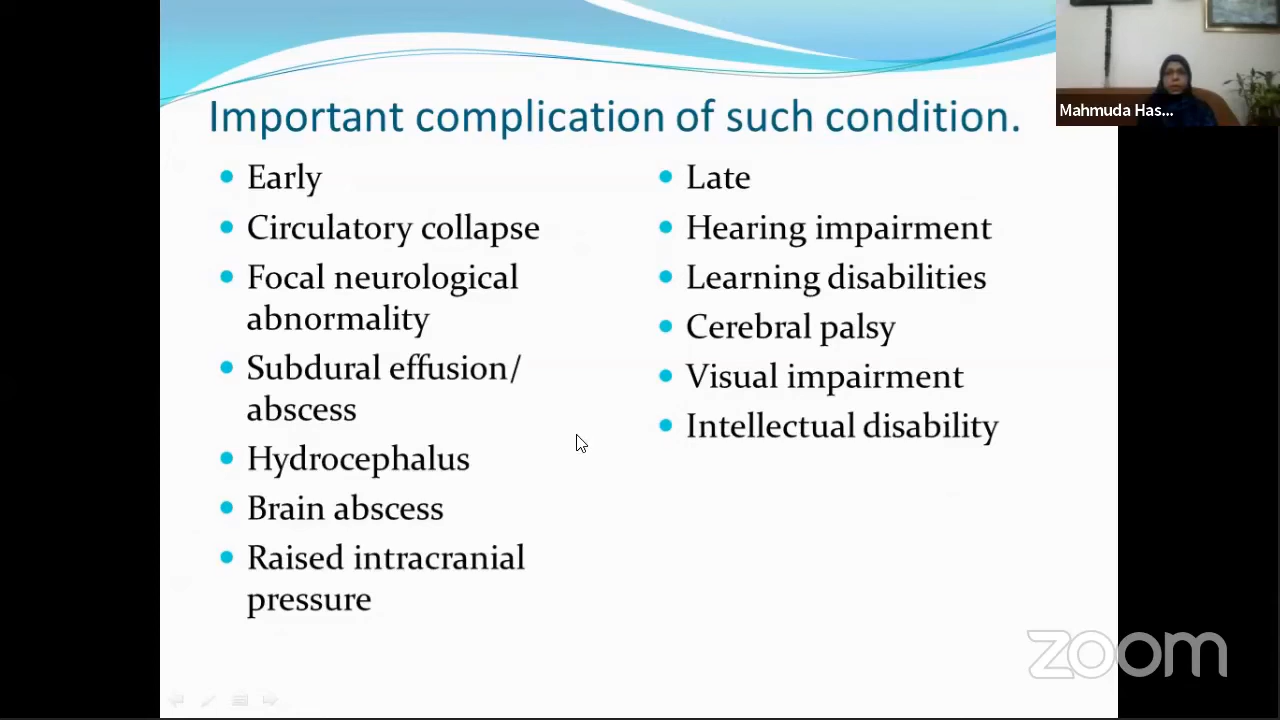 Important complication of such condition.
Early
Circulatory collapse
Focal neurological
abnormality
Subdural effusion/
abscess
Hydrocephalus
Brain abscess
Raised intracranial
pressure
Late
Hearing impairment
Learning disabilities
Cerebral palsy
Visual impairment
Intellectual disability
Mahmuda Has...
zoom